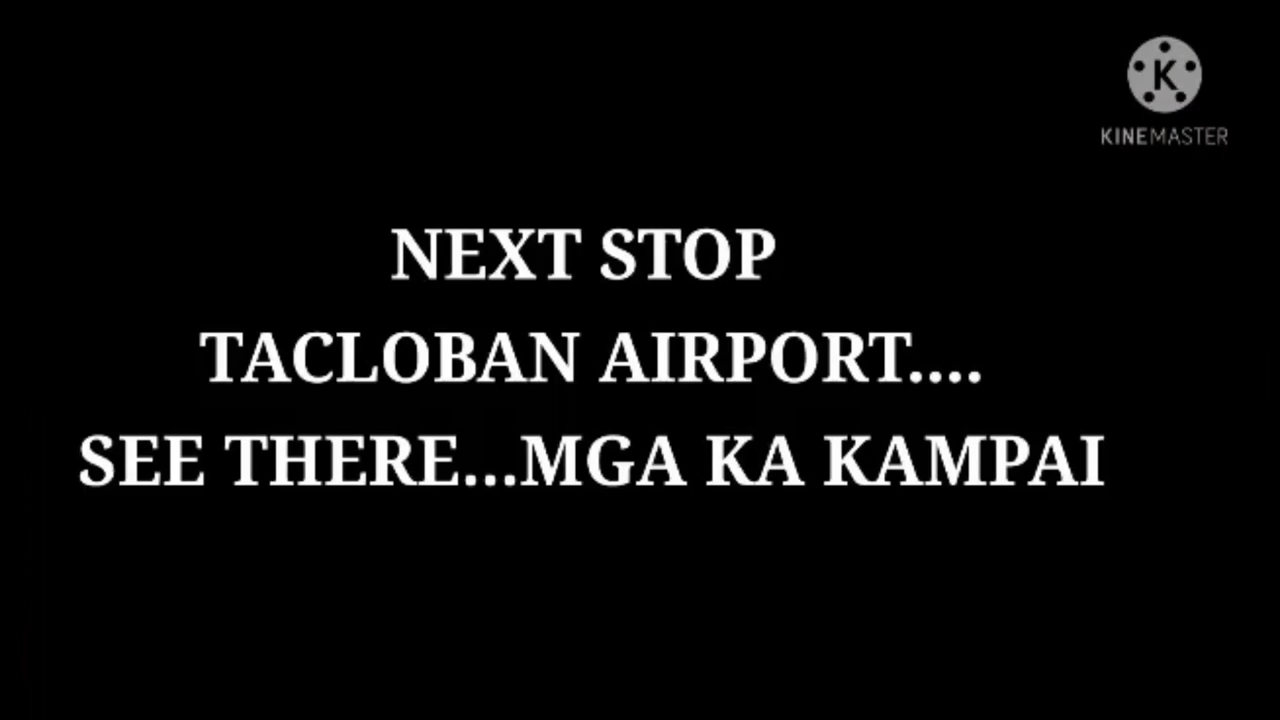 K
KINEMASTER
NEXT STOP
TACLOBAN AIRPORT....
SEE THERE...MGA KA KAMPAI